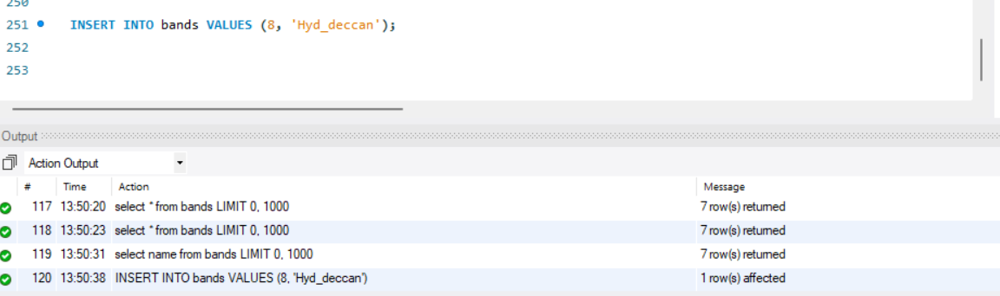 250
251 INSERT INTO bands VALUES (8, 'Hyd_deccan');
252
253
Output
Action Output
# Time Action Message
117 13:50:20 select * from bands LIMIT 0, 1000 7 row(s) returned
118 13:50:23 select * from bands LIMIT 0, 1000 7 row(s) returned
119 13:50:31 select name from bands LIMIT 0, 1000 7 row(s) returned
120 13:50:38 INSERT INTO bands VALUES (8, 'Hyd_deccan') 1 row(s) affected